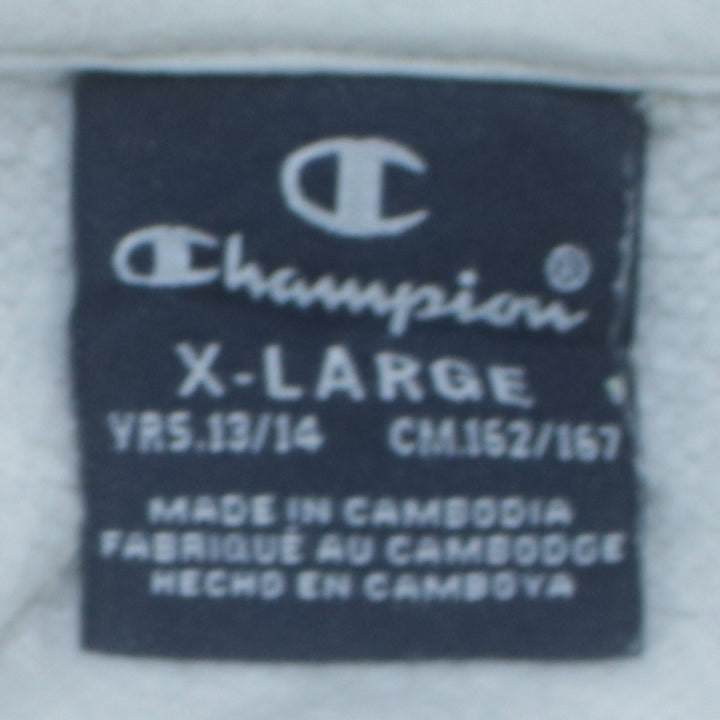 Champion®
X-LARGE
YRS.13/14 CM.162/167
MADE IN CAMBODIA
FABRIQUÉ AU CAMBODGE
HECHO EN CAMBOYA